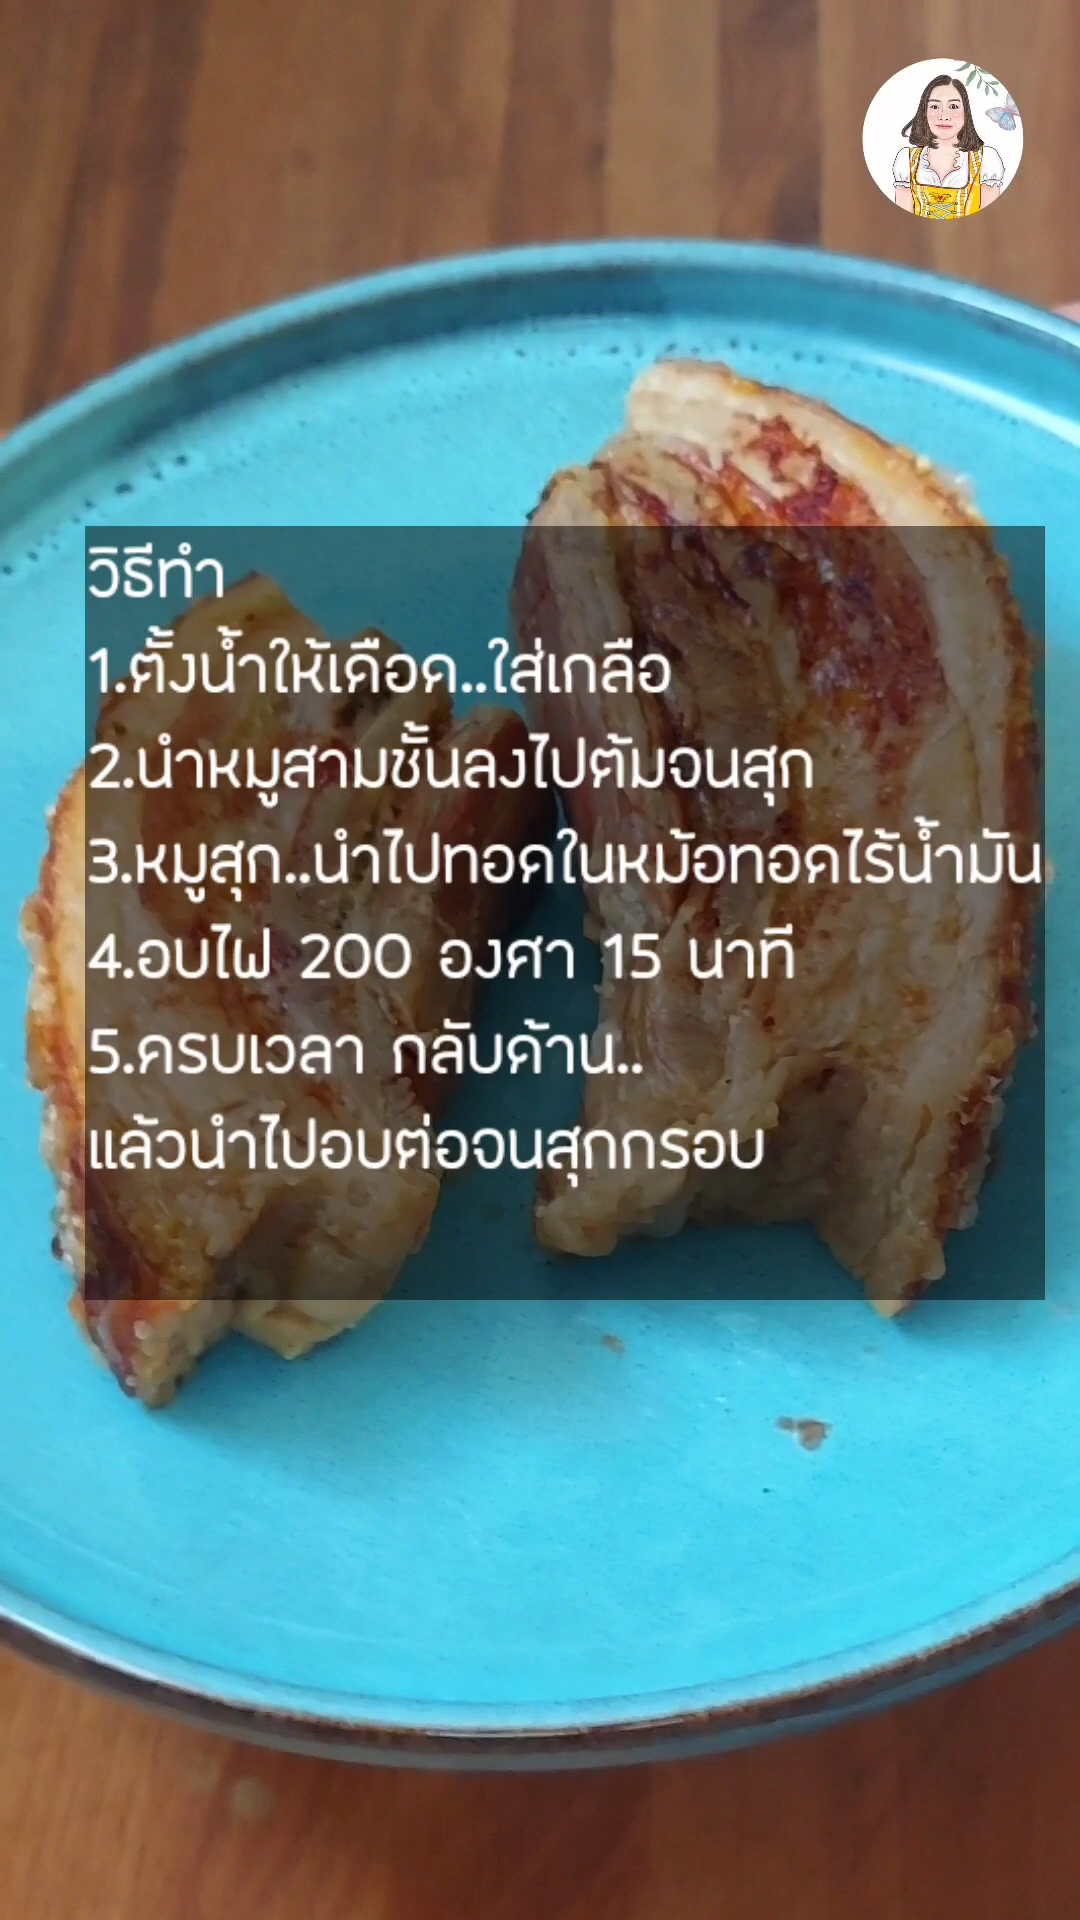 วิธีทำ
1.ตั้งน้ำให้เดือด..ใส่เกลือ
2.นำหมูสามชั้นลงไปต้มจนสุก
3.หมูสุก..นำไปทอดในหม้อทอดไร้น้ำมัน
4.อบไฟ 200 องศา 15 นาที
5.ครบเวลา กลับด้าน..
แล้วนำไปอบต่อจนสุกกรอบ